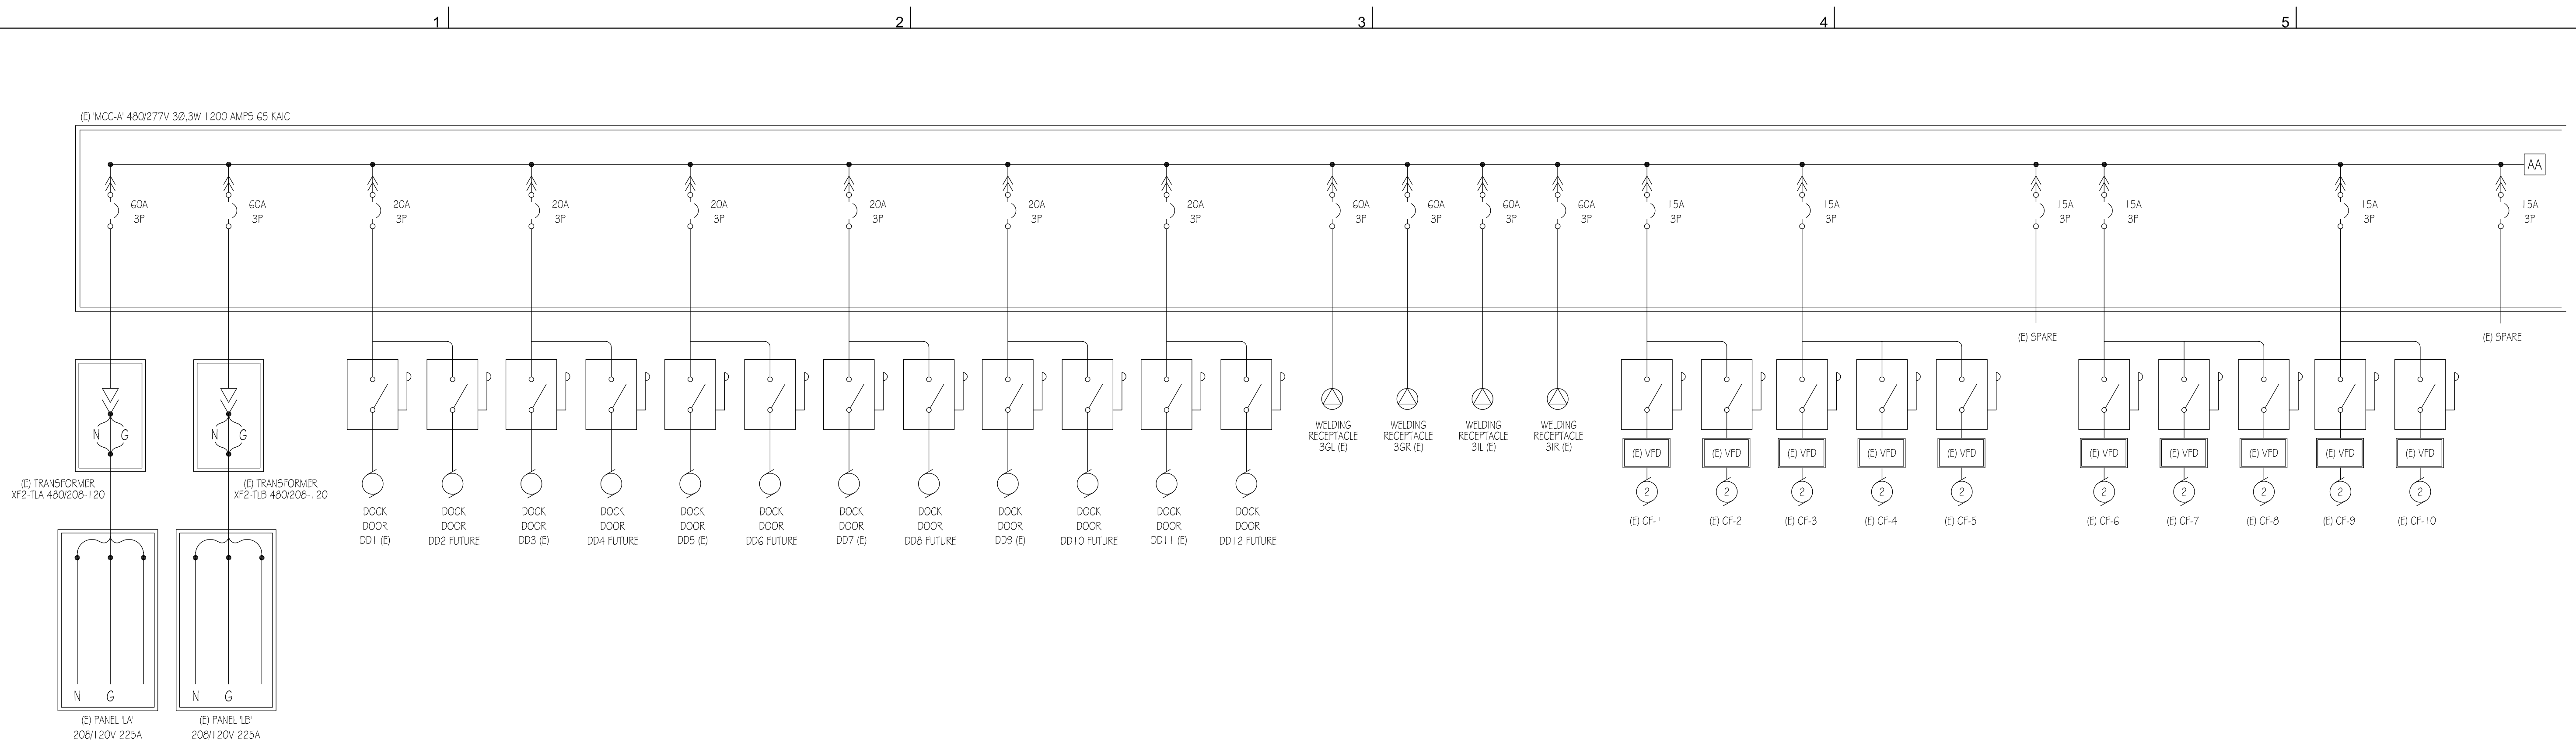 1
2
3
4
5
(E) 'MCC-A' 480/277V 3Ø,3W 1200 AMPS 65 KAIC
AA
60A
3P
60A
3P
20A
3P
20A
3P
20A
3P
20A
3P
20A
3P
20A
3P
60A
3P
60A
3P
60A
3P
60A
3P
15A
3P
15A
3P
15A
3P
15A
3P
15A
3P
15A
3P
(E) SPARE
(E) SPARE
N G
N G
(E) TRANSFORMER
XF2-TLA 480/208-120
(E) TRANSFORMER
XF2-TLB 480/208-120
DOCK
DOOR
DD1 (E)
DOCK
DOOR
DD2 FUTURE
DOCK
DOOR
DD3 (E)
DOCK
DOOR
DD4 FUTURE
DOCK
DOOR
DD5 (E)
DOCK
DOOR
DD6 FUTURE
DOCK
DOOR
DD7 (E)
DOCK
DOOR
DD8 FUTURE
DOCK
DOOR
DD9 (E)
DOCK
DOOR
DD10 FUTURE
DOCK
DOOR
DD11 (E)
DOCK
DOOR
DD12 FUTURE
WELDING
RECEPTACLE
3GL (E)
WELDING
RECEPTACLE
3GR (E)
WELDING
RECEPTACLE
3IL (E)
WELDING
RECEPTACLE
3IR (E)
(E) VFD
2
(E) CF-1
(E) VFD
2
(E) CF-2
(E) VFD
2
(E) CF-3
(E) VFD
2
(E) CF-4
(E) VFD
2
(E) CF-5
(E) VFD
2
(E) CF-6
(E) VFD
2
(E) CF-7
(E) VFD
2
(E) CF-8
(E) VFD
2
(E) CF-9
(E) VFD
2
(E) CF-10
N G
(E) PANEL 'LA'
208/120V 225A
N G
(E) PANEL 'LB'
208/120V 225A